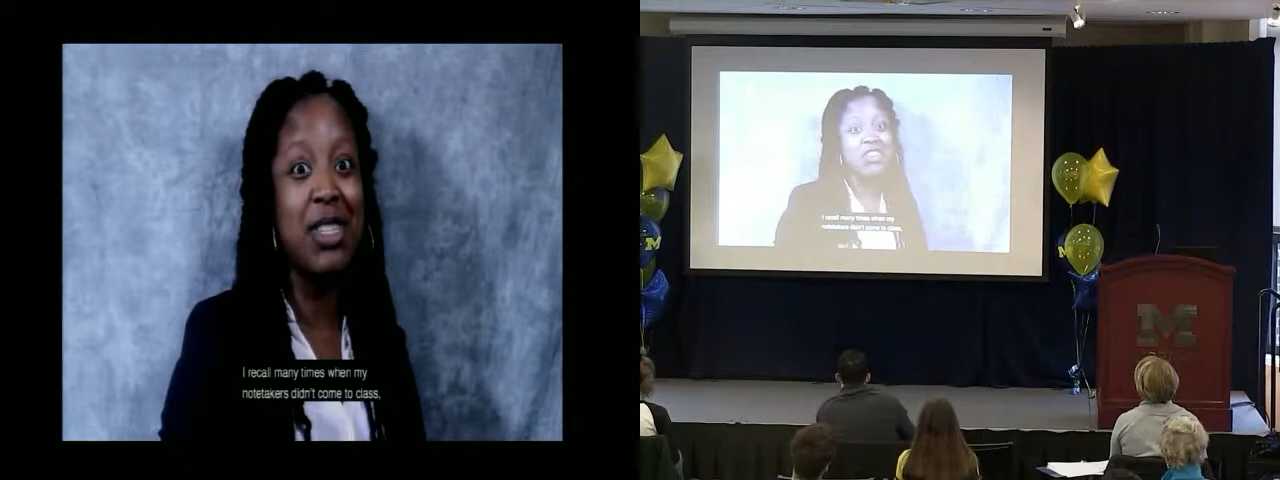 I recall many times when my
notetakers didn't come to class,
I recall many times when my
notetakers didn't come to class,
M
M
M